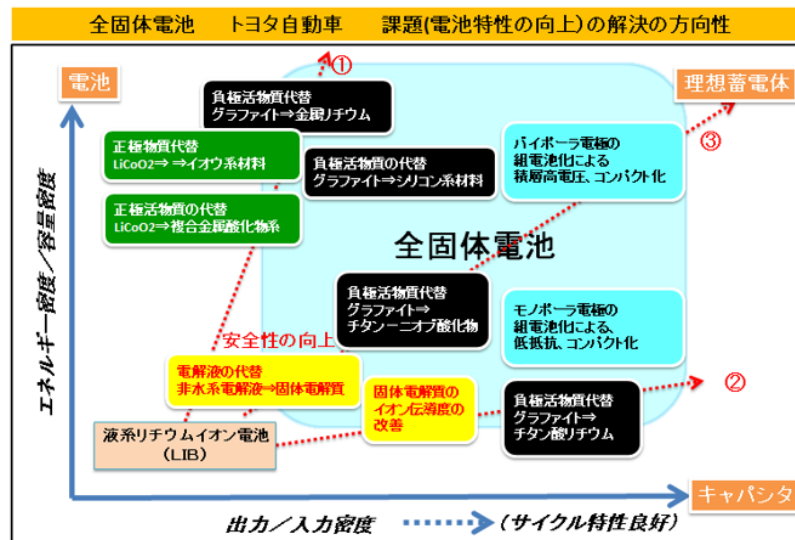 全固体電池 トヨタ自動車 課題(電池特性の向上)の解決の方向性
電池
①
理想蓄電体
負極活物質代替
グラファイト⇒金属リチウム
正極物質代替
LiCoO2⇒⇒イオウ系材料
負極活物質の代替
グラファイト⇒シリコン系材料
バイポーラ電極の
組電池化による
積層高電圧、コンパクト化
③
正極活物質の代替
LiCoO2⇒複合金属酸化物系
全固体電池
負極活物質代替
グラファイト⇒
チタンーニオブ酸化物
モノポーラ電極の
組電池化による、
低抵抗、コンパクト化
安全性の向上
電解液の代替
非水系電解液⇒固体電解質
固体電解質の
イオン伝導度の
改善
負極活物質代替
グラファイト⇒
チタン酸リチウム
②
液系リチウムイオン電池
(LIB)
エネルギー密度/容量密度
キャパシタ
出力/入力密度 (サイクル特性良好)